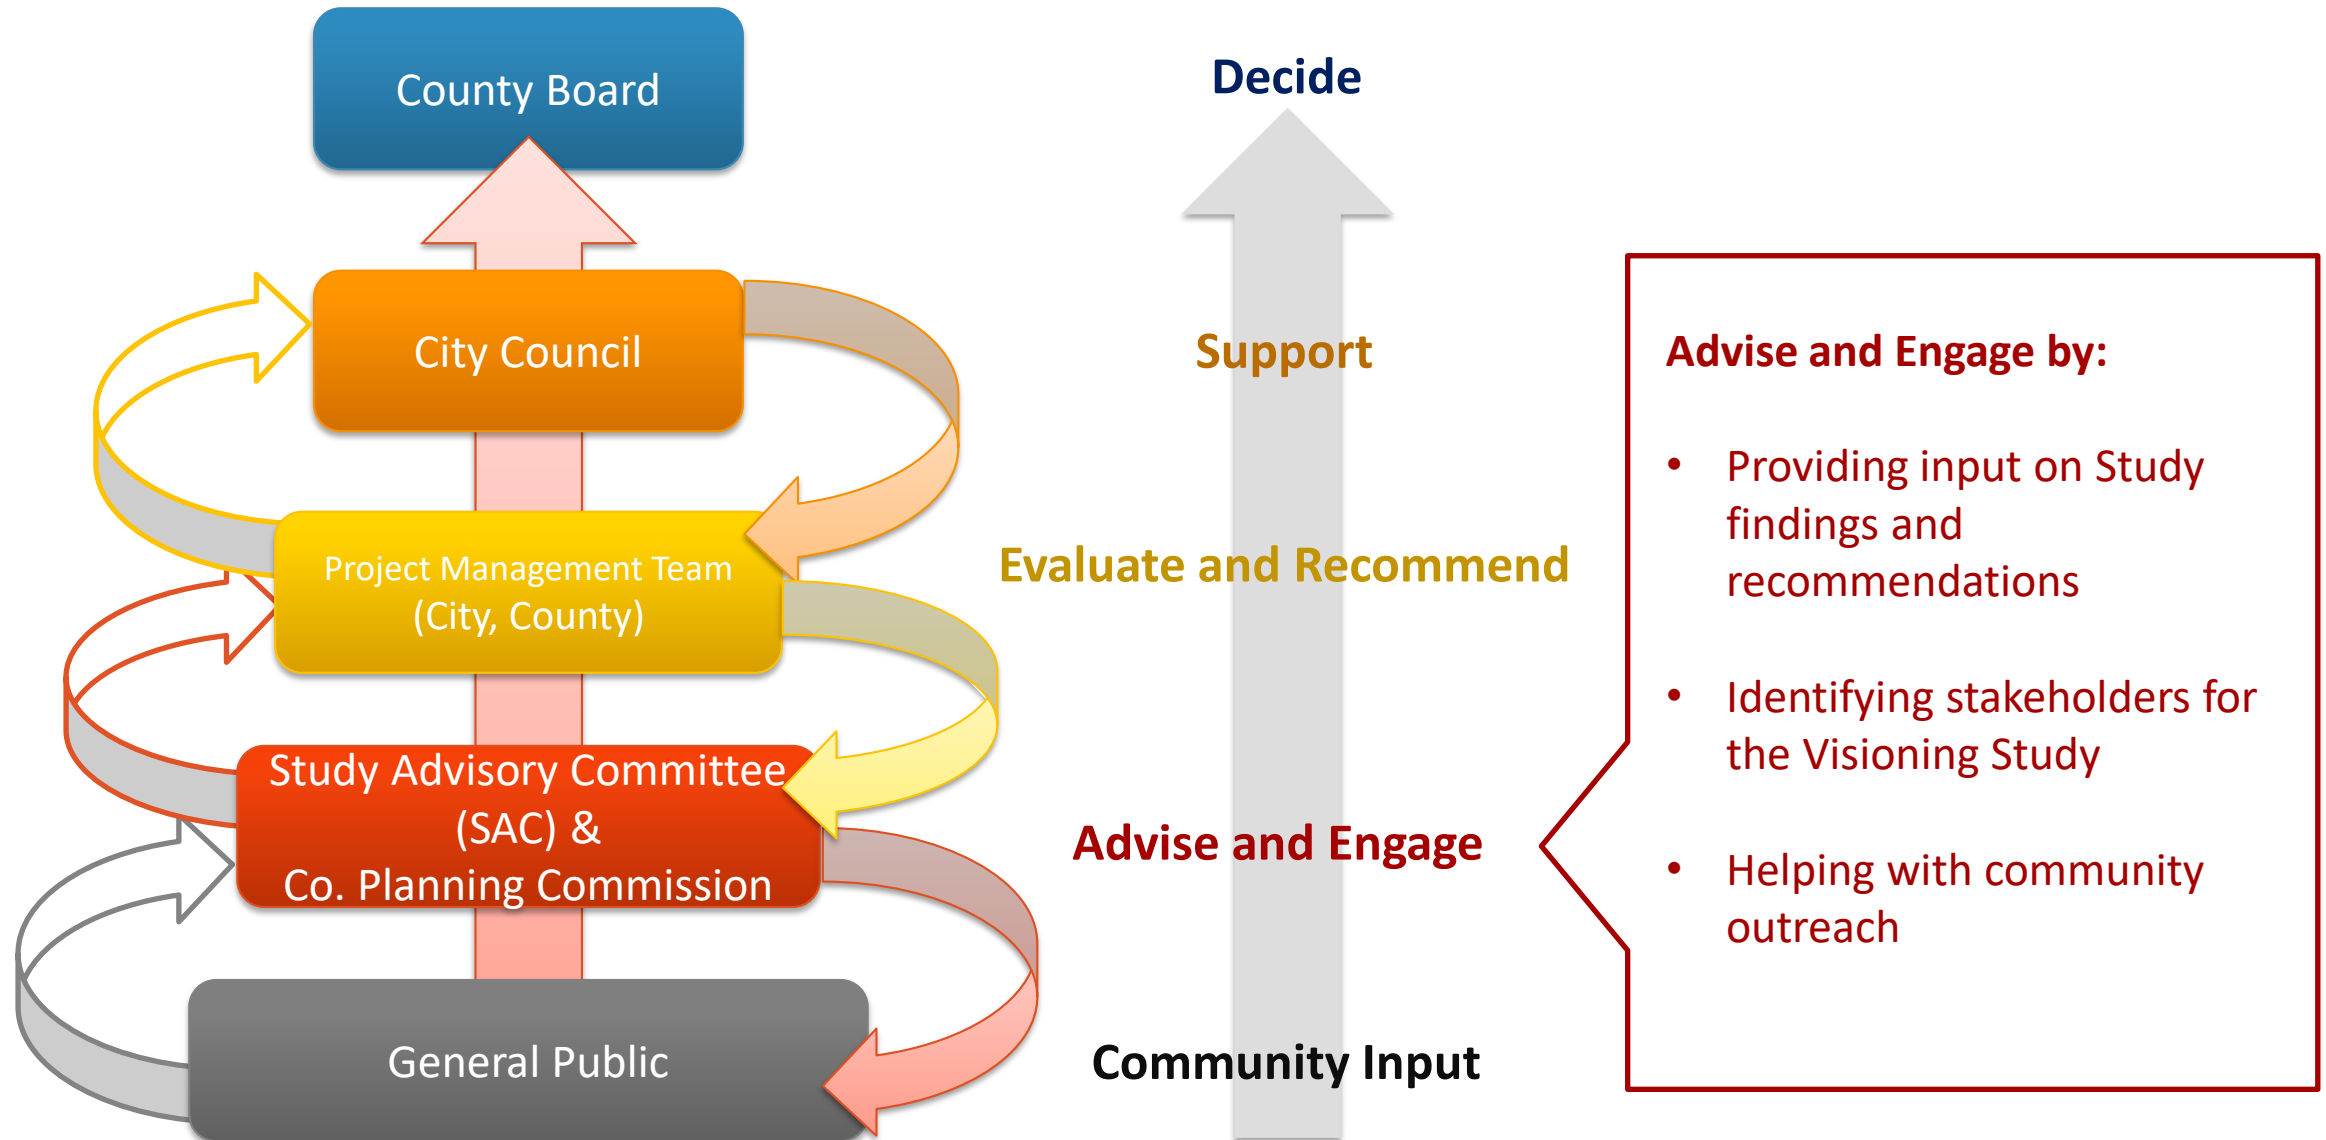 County Board
City Council
Project Management Team
(City, County)
Study Advisory Committee
(SAC) &
Co. Planning Commission
General Public
Decide
Support
Evaluate and Recommend
Advise and Engage
Community Input
Advise and Engage by:
• Providing input on Study
findings and
recommendations
• Identifying stakeholders for
the Visioning Study
• Helping with community
outreach